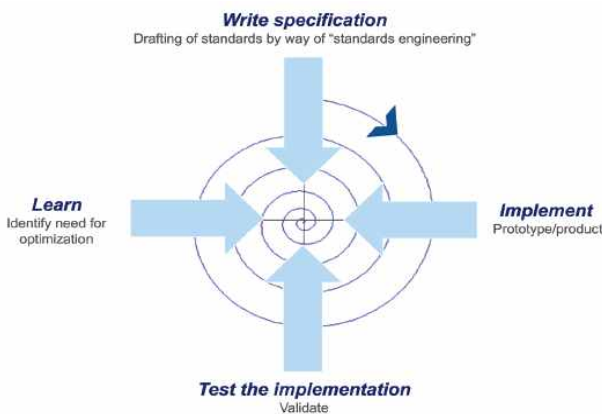 Write specification
Drafting of standards by way of “standards engineering”
Learn
Identify need for
optimization
Implement
Prototype/product
Test the implementation
Validate